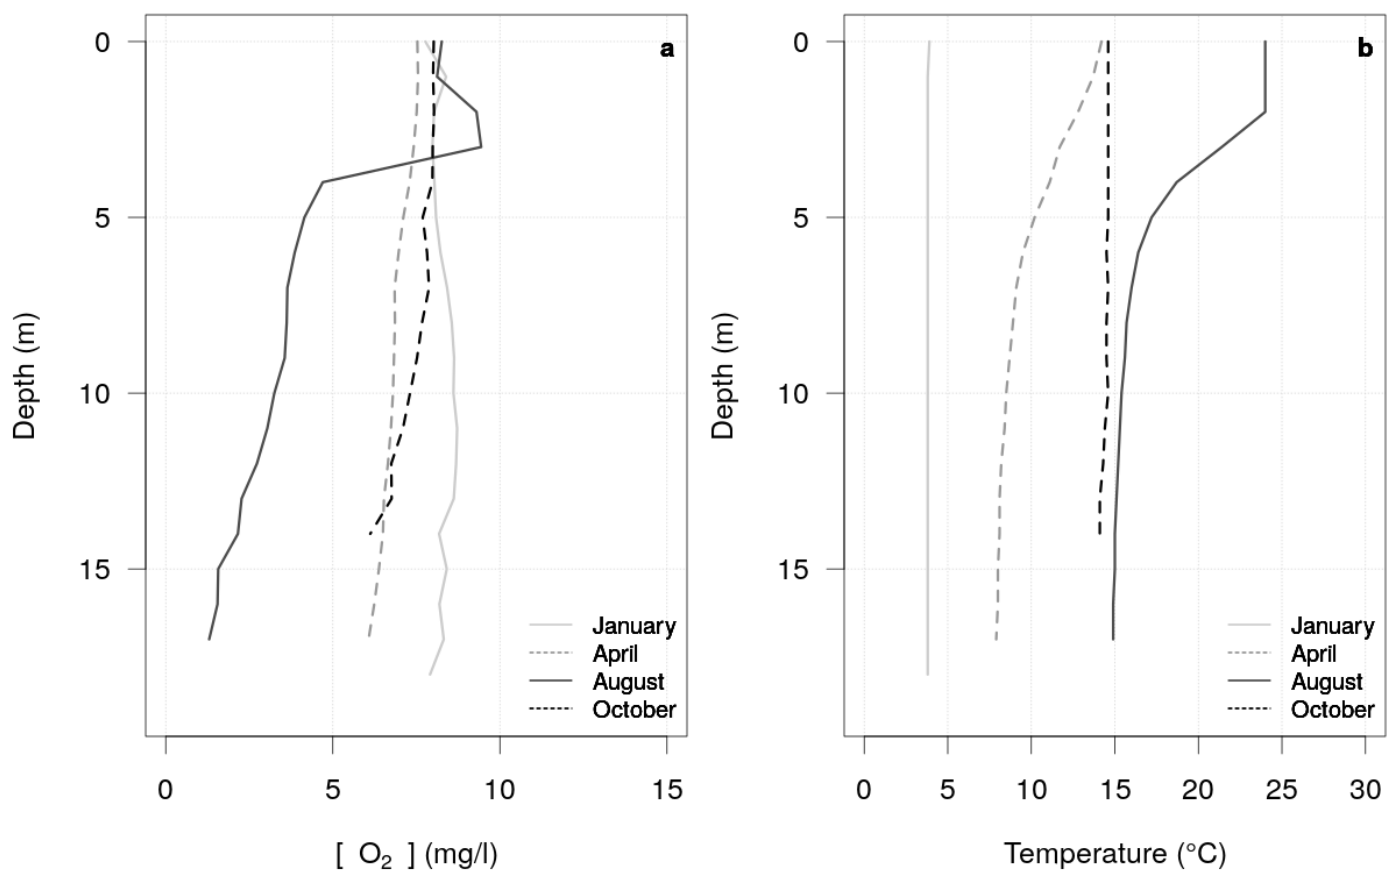 a
0
5
10
15
Depth (m)
January
April
August
October
0
5
10
15
[ O₂ ] (mg/l)
b
0
5
10
15
Depth (m)
January
April
August
October
0
5
10
15
20
25
30
Temperature (°C)